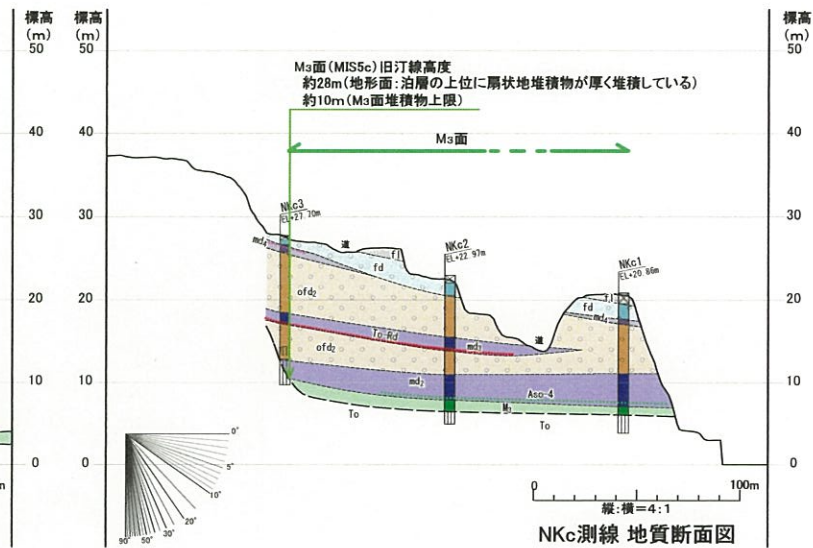 標高
(m)
標高
(m)
標高
(m)
50
50
50
40
40
40
30
30
30
20
20
20
10
10
10
0
0
0
M₃面(MIS5c)旧汀線高度
約28m(地形面:泊層の上位に扇状地堆積物が厚く堆積している)
約10m(M₃面堆積物上限)
M₃面
NKc3
EL+27.20m
道
fl
NKc2
EL+22.97m
NKc1
EL+20.86m
md₄
fd
fl
fd
md₄
ofd₂
To-Rd
md₃
道
ofd₂
md₂
Aso-4
M₃
To
To
0°
5°
10°
20°
30°
50°
90°
0
100m
縦:横=4:1
NKc測線 地質断面図